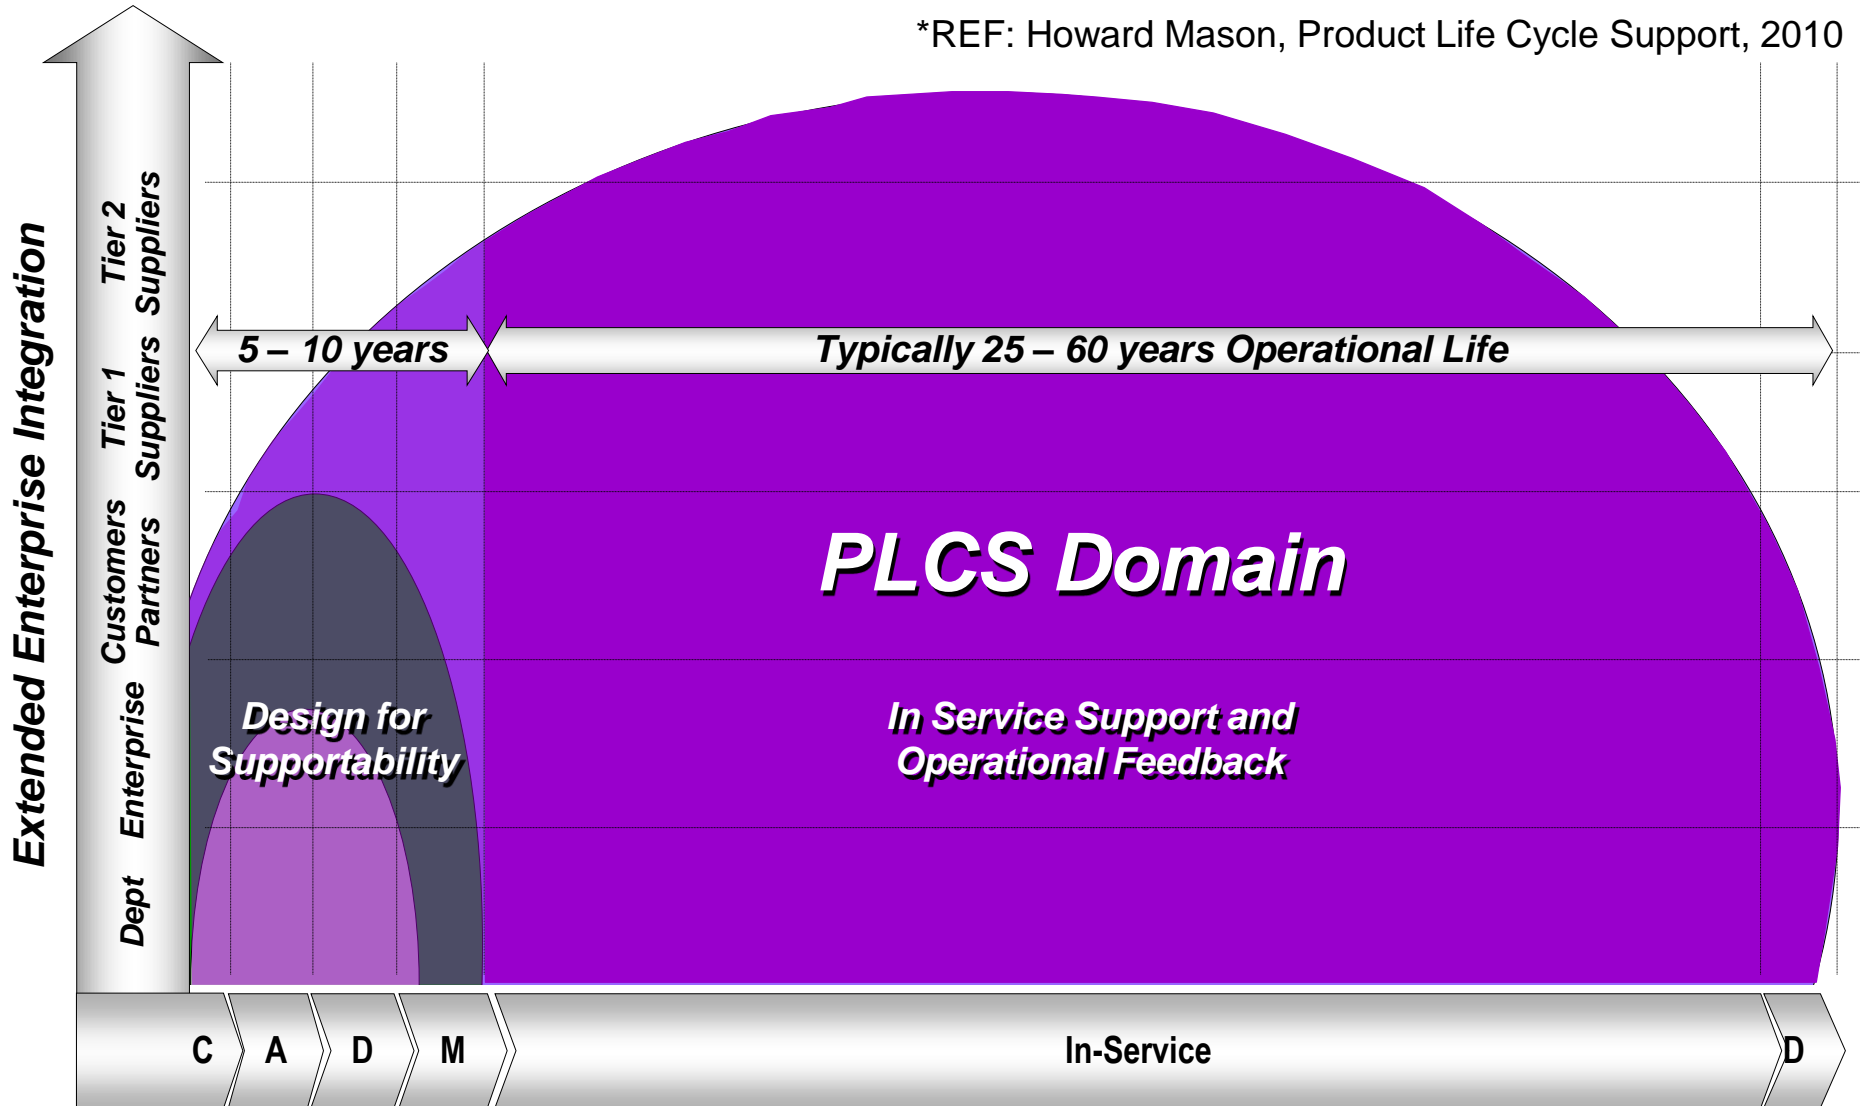 *REF: Howard Mason, Product Life Cycle Support, 2010
Extended Enterprise Integration
Tier 2
Suppliers
Tier 1
Suppliers
Customers
Partners
Enterprise
Dept
5 – 10 years
Typically 25 – 60 years Operational Life
PLCS Domain
Design for
Supportability
In Service Support and
Operational Feedback
C
A
D
M
In-Service
D